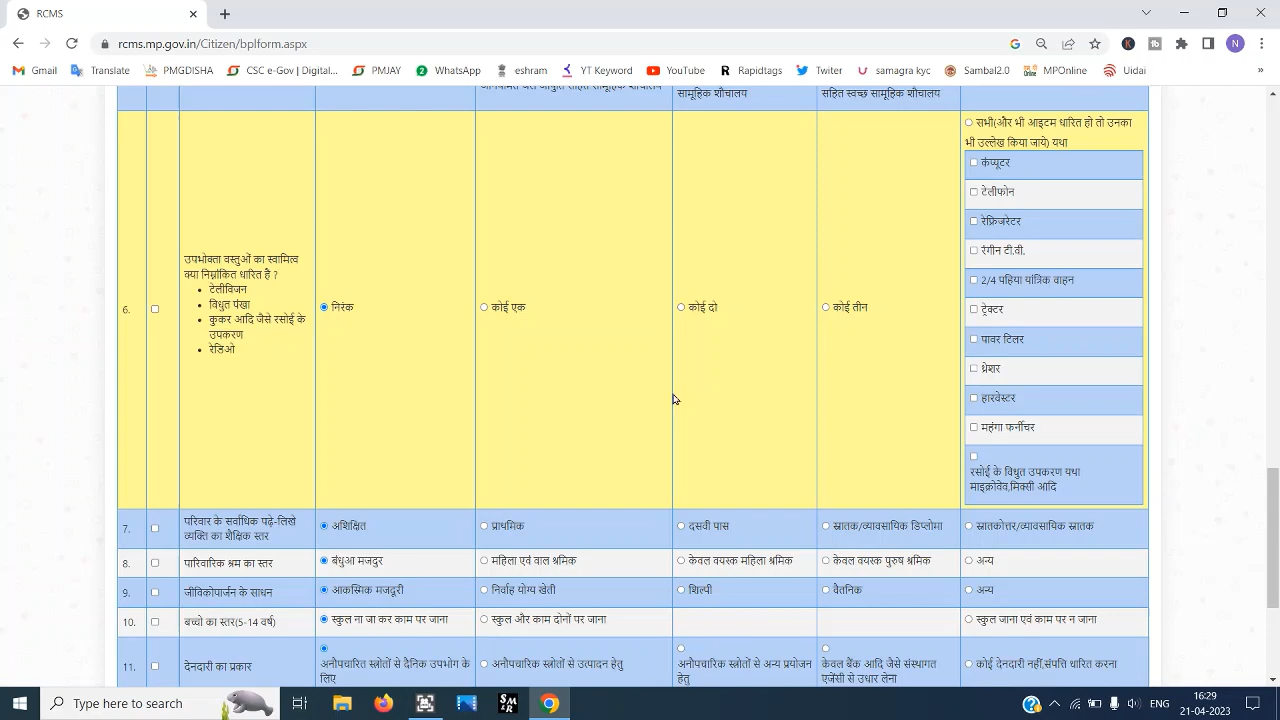 RCMS
rcms.mp.gov.in/Citizen/bplform.aspx
Gmail Translate PMGDISHA CSC e-Gov | Digital... PMJAY WhatsApp eshram YT Keyword YouTube Rapidtags Twiter samagra kyc Sambal2.0 MPOnline Uidai »
सामूहिक शौचालय सहित स्वच्छ सामूहिक शौचालय
सभी(और भी आइटम धारित हो तो उनका
भी उल्लेख किया जाये) यथा
कंप्यूटर
टेलीफोन
रेफ्रिजरेटर
रंगीन टी.वी.
2/4 पहिया यांत्रिक वाहन
ट्रेक्टर
पावर टिलर
थ्रेशर
हारवेस्टर
महंगा फर्नीचर
रसोई के विधुत उपकरण यथा
माइक्रोवेव,मिक्सी आदि
6.
उपभोक्ता वस्तुओं का स्वामित्व
क्या निम्नांकित धारित है ?
टेलीविजन
विधुत पंखा
कुकर आदि जैसे रसोई के
उपकरण
रेडिओ
निरंक कोई एक कोई दो कोई तीन
7. परिवार के सर्वाधिक पढ़े-लिखे
व्यक्ति का शैक्षिक स्तर
अशिक्षित प्राथमिक दसवी पास स्नातक/व्यावसायिक डिप्लोमा स्नातकोत्तर/व्यावसायिक स्नातक
8. पारिवारिक श्रम का स्तर बंधुआ मजदुर महिला एवं वाल श्रमिक केवल वयस्क महिला श्रमिक केवल वयस्क पुरुष श्रमिक अन्य
9. जीविकोपार्जन के साधन आकस्मिक मजदूरी निर्वाह योग्य खेती शिल्पी वैतनिक अन्य
10. बच्चो का स्तर(5-14 वर्ष) स्कुल ना जा कर काम पर जाना स्कुल और काम दोनों पर जाना स्कुल जाना एवं काम पर न जाना
11. देनदारी का प्रकार
अनौपचारित स्त्रोतों से दैनिक उपभोग के
लिए
अनौपचारिक स्त्रोतों से उत्पादन हेतु
अनौपचारिक स्त्रोतों से अन्य प्रयोजन
हेतु
केवल बैंक आदि जैसे संस्थागत
एजेंसी से उधार लेना
कोई देनदारी नहीं,संपत्ति धारित करना
Type here to search
ENG
16:29
21-04-2023